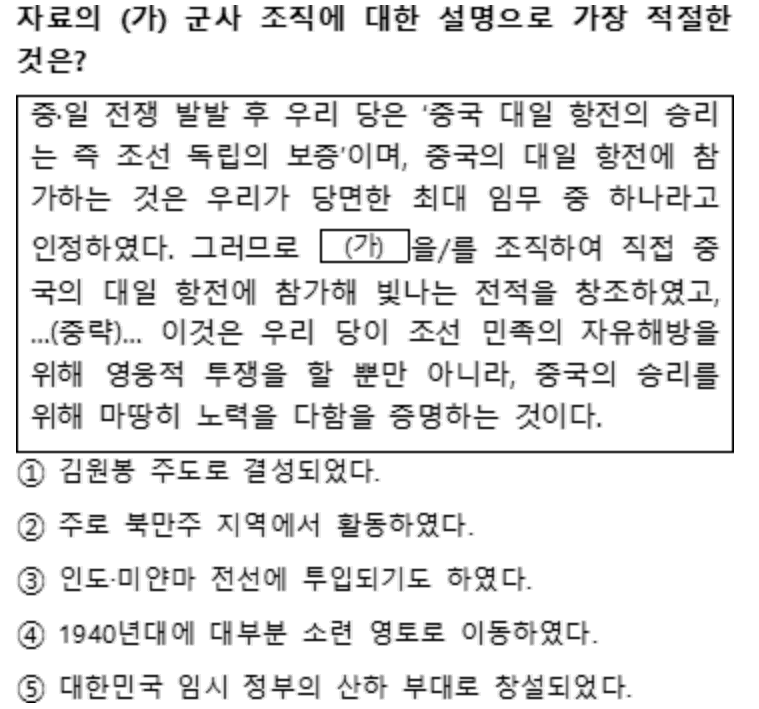 자료의 (가) 군사 조직에 대한 설명으로 가장 적절한
것은?
중·일 전쟁 발발 후 우리 당은 '중국 대일 항전의 승리
는 즉 조선 독립의 보증'이며, 중국의 대일 항전에 참
가하는 것은 우리가 당면한 최대 임무 중 하나라고
인정하였다. 그러므로 (가) 을/를 조직하여 직접 중
국의 대일 항전에 참가해 빛나는 전적을 창조하였고,
...(중략)... 이것은 우리 당이 조선 민족의 자유해방을
위해 영웅적 투쟁을 할 뿐만 아니라, 중국의 승리를
위해 마땅히 노력을 다함을 증명하는 것이다.
① 김원봉 주도로 결성되었다.
② 주로 북만주 지역에서 활동하였다.
③ 인도·미얀마 전선에 투입되기도 하였다.
④ 1940년대에 대부분 소련 영토로 이동하였다.
⑤ 대한민국 임시 정부의 산하 부대로 창설되었다.